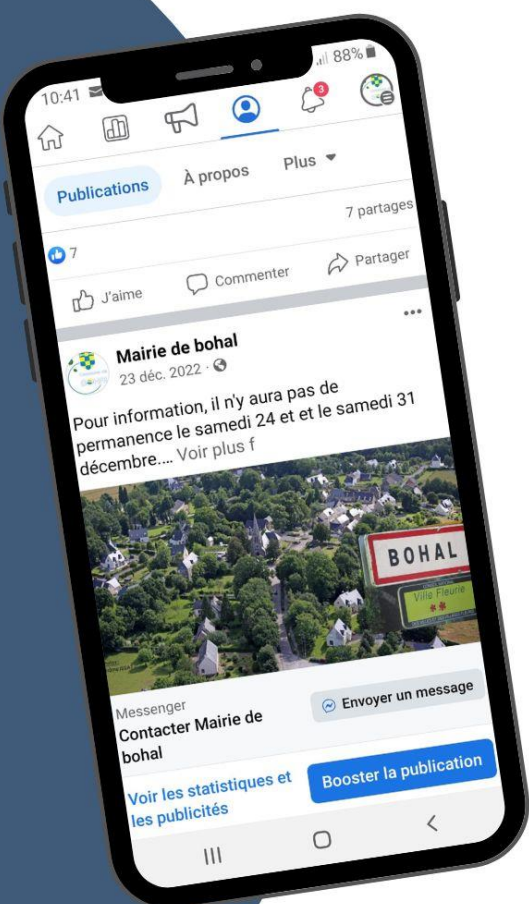 10:41
88%
3
Publications
À propos
Plus
7
7 partages
J'aime
Commenter
Partager
Mairie de bohal
23 déc. 2022 ·
Pour information, il n'y aura pas de
permanence le samedi 24 et et le samedi 31
décembre.... Voir plus f
BOHAL
Ville Fleurie
Messenger
Contacter Mairie de
bohal
Envoyer un message
Voir les statistiques et
les publicités
Booster la publication